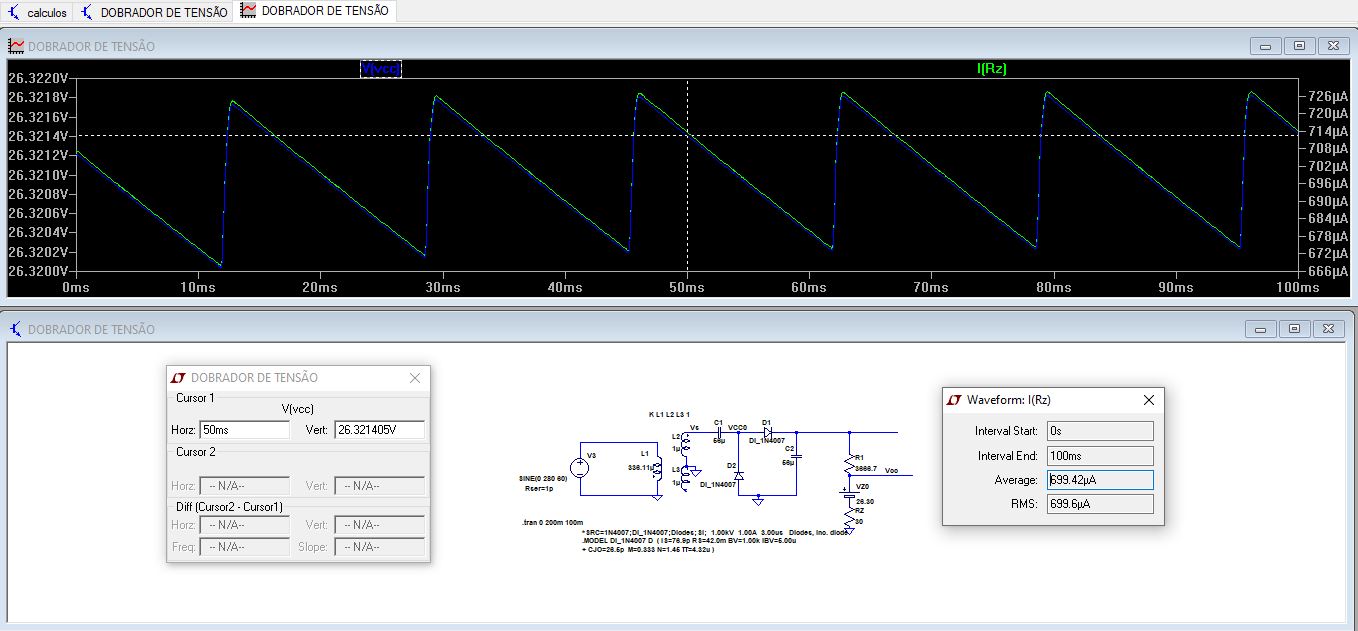 calculos DOBRADOR DE TENSÃO DOBRADOR DE TENSÃO
DOBRADOR DE TENSÃO
V(vcc) I(Rz)
26.3220V
26.3218V 726µA
26.3216V 720µA
26.3214V 714µA
26.3212V 708µA
26.3210V 702µA
26.3208V 696µA
26.3206V 690µA
26.3204V 684µA
26.3202V 678µA
26.3200V 672µA
666µA
0ms 10ms 20ms 30ms 40ms 50ms 60ms 70ms 80ms 90ms 100ms
DOBRADOR DE TENSÃO
DOBRADOR DE TENSÃO
Cursor 1
V(vcc)
Horz: 50ms Vert: 26.321405V
Cursor 2
Horz: -- N/A-- Vert: -- N/A--
Diff (Cursor2 - Cursor1)
Horz: -- N/A-- Vert: -- N/A--
Freq: -- N/A-- Slope: -- N/A--
K L1 L2 L3 1
Vs C1 VCC0 D1
56µ DI_1N4007
L2
1µ
V3 L1
336.11µ
L3
1µ
D2
DI_1N4007
C2
56µ
R1
3666.7
Vcc
SINE(0 280 60)
Rser=1p
VZ0
26.30
RZ
30
.tran 0 200m 100m
*SRC=1N4007;DI_1N4007;Diodes; Si; 1.00kV 1.00A 3.00us Diodes, Inc. diode
.MODEL DI_1N4007 D ( IS=76.9p RS=42.0m BV=1.00k IBV=5.00u
+ CJO=26.5p M=0.333 N=1.45 TT=4.32u )
Waveform: I(Rz)
Interval Start: 0s
Interval End: 100ms
Average: 699.42µA
RMS: 699.6µA